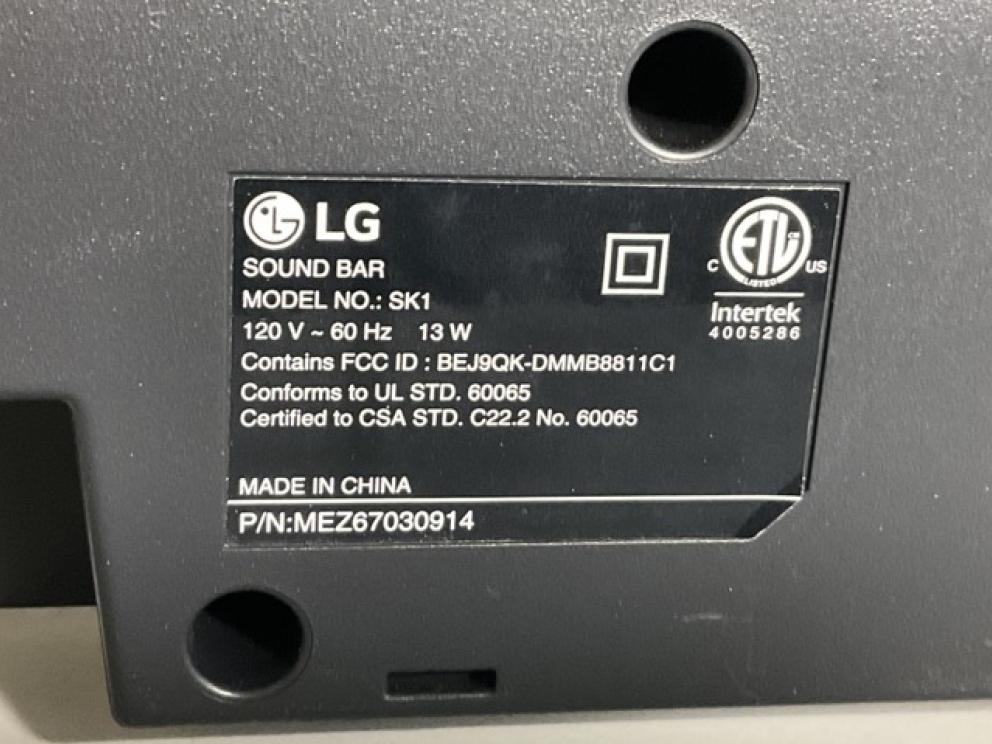 LG
SOUND BAR
MODEL NO.: SK1
120 V ~ 60 Hz 13 W
Contains FCC ID : BEJ9QK-DMMB8811C1
Conforms to UL STD. 60065
Certified to CSA STD. C22.2 No. 60065
MADE IN CHINA
P/N:MEZ67030914
ETL CM
C US
LISTED
Intertek
4005286